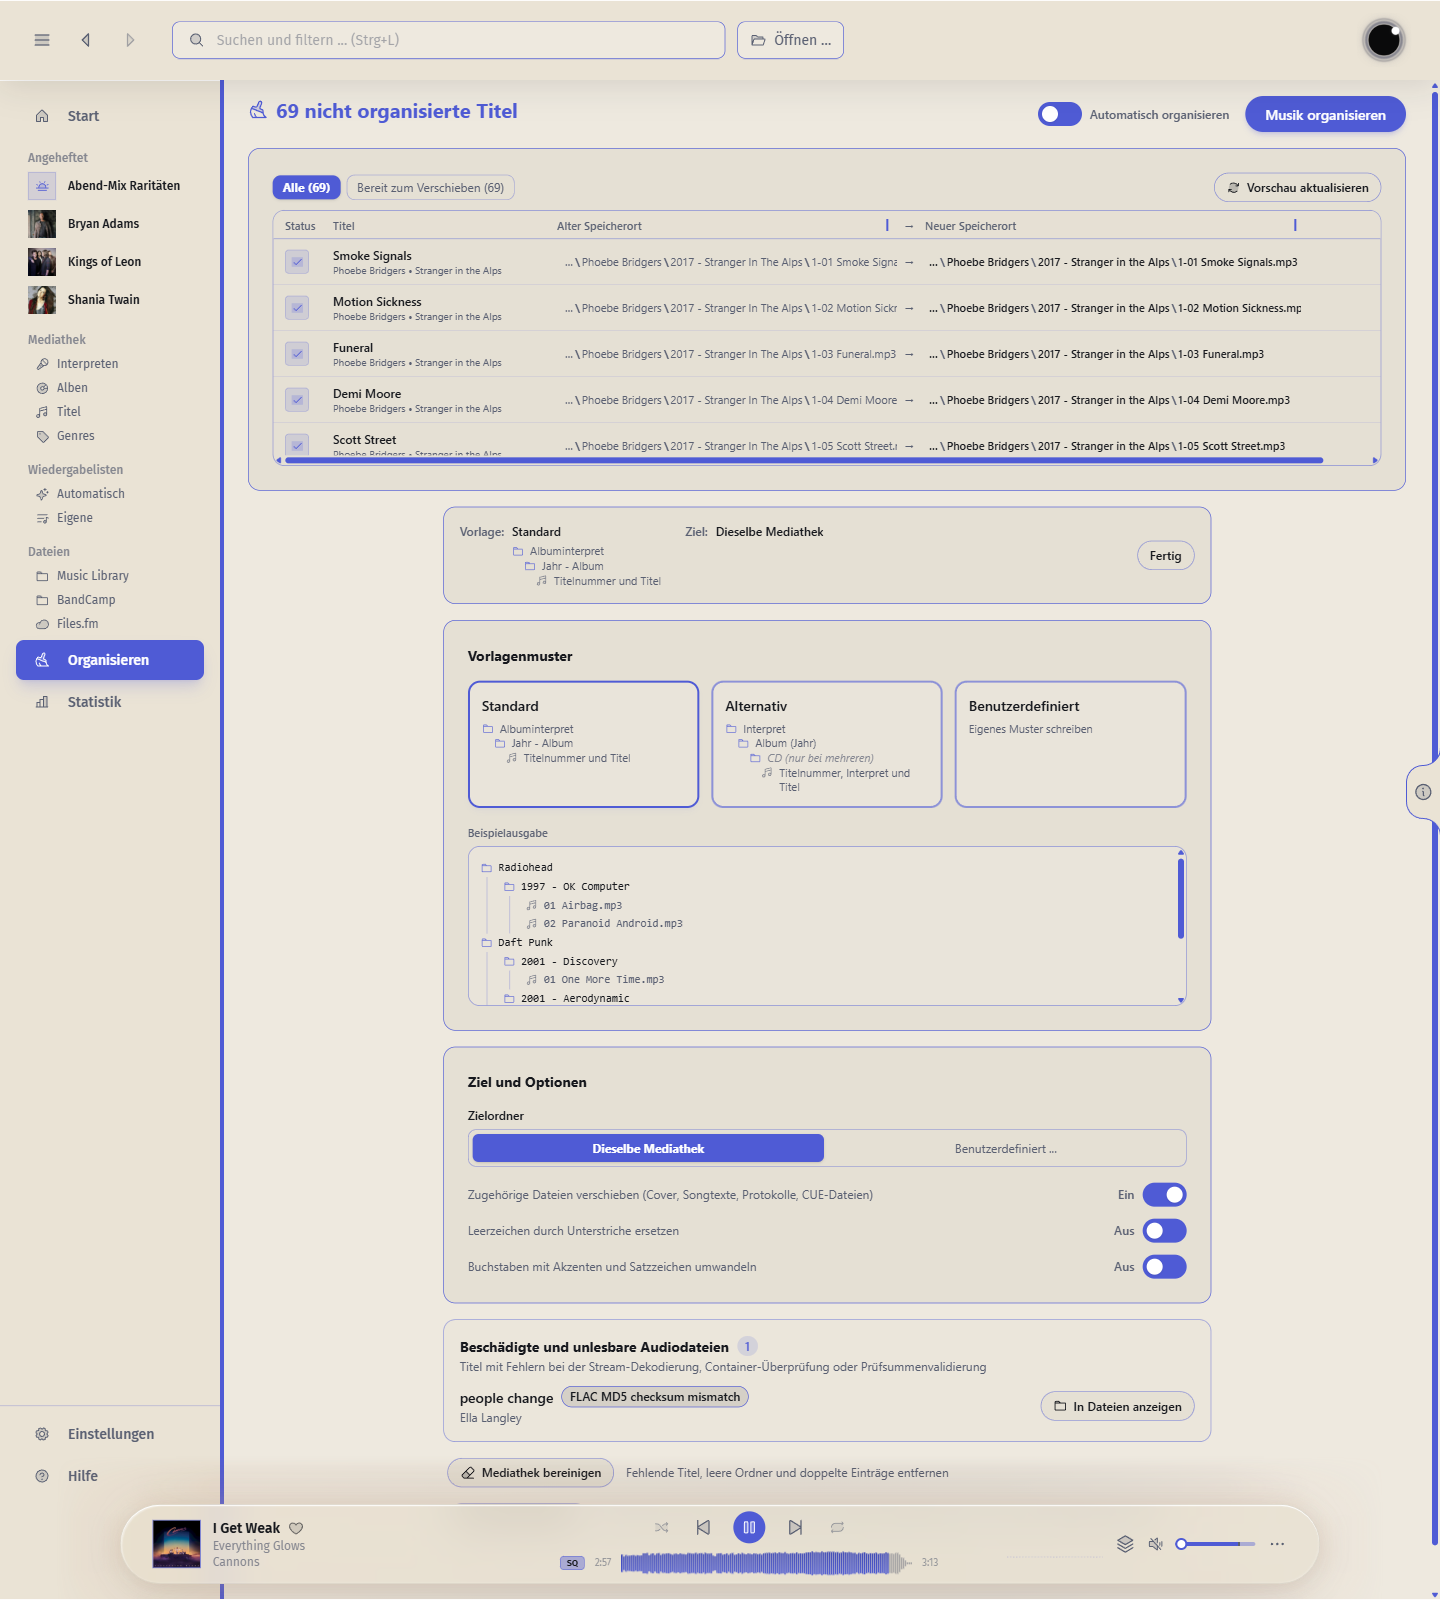 Suchen und filtern ... (Strg+L)
Öffnen ...
Start
Angeheftet
Abend-Mix Raritäten
Bryan Adams
Kings of Leon
Shania Twain
Mediathek
Interpreten
Alben
Titel
Genres
Wiedergabelisten
Automatisch
Eigene
Dateien
Music Library
BandCamp
Files.fm
Organisieren
Statistik
Einstellungen
Hilfe
69 nicht organisierte Titel
Automatisch organisieren
Musik organisieren
Alle (69)
Bereit zum Verschieben (69)
Vorschau aktualisieren
Status Titel Alter Speicherort → Neuer Speicherort
Smoke Signals
Phoebe Bridgers • Stranger in the Alps
...\Phoebe Bridgers\2017 - Stranger In The Alps\1-01 Smoke Signa → ...\Phoebe Bridgers\2017 - Stranger in the Alps\1-01 Smoke Signals.mp3
Motion Sickness
Phoebe Bridgers • Stranger in the Alps
...\Phoebe Bridgers\2017 - Stranger In The Alps\1-02 Motion Sickr → ...\Phoebe Bridgers\2017 - Stranger in the Alps\1-02 Motion Sickness.mp
Funeral
Phoebe Bridgers • Stranger in the Alps
...\Phoebe Bridgers\2017 - Stranger In The Alps\1-03 Funeral.mp3 → ...\Phoebe Bridgers\2017 - Stranger in the Alps\1-03 Funeral.mp3
Demi Moore
Phoebe Bridgers • Stranger in the Alps
...\Phoebe Bridgers\2017 - Stranger In The Alps\1-04 Demi Moore → ...\Phoebe Bridgers\2017 - Stranger in the Alps\1-04 Demi Moore.mp3
Scott Street
Phoebe Bridgers • Stranger in the Alps
...\Phoebe Bridgers\2017 - Stranger In The Alps\1-05 Scott Street.r → ...\Phoebe Bridgers\2017 - Stranger in the Alps\1-05 Scott Street.mp3
Vorlage: Standard
Albuminterpret
Jahr - Album
Titelnummer und Titel
Ziel: Dieselbe Mediathek
Fertig
Vorlagenmuster
Standard
Albuminterpret
Jahr - Album
Titelnummer und Titel
Alternativ
Interpret
Album (Jahr)
CD (nur bei mehreren)
Titelnummer, Interpret und
Titel
Benutzerdefiniert
Eigenes Muster schreiben
Beispielausgabe
Radiohead
1997 - OK Computer
01 Airbag.mp3
02 Paranoid Android.mp3
Daft Punk
2001 - Discovery
01 One More Time.mp3
2001 - Aerodynamic
Ziel und Optionen
Zielordner
Dieselbe Mediathek
Benutzerdefiniert ...
Zugehörige Dateien verschieben (Cover, Songtexte, Protokolle, CUE-Dateien) Ein
Leerzeichen durch Unterstriche ersetzen Aus
Buchstaben mit Akzenten und Satzzeichen umwandeln Aus
Beschädigte und unlesbare Audiodateien 1
Titel mit Fehlern bei der Stream-Dekodierung, Container-Überprüfung oder Prüfsummenvalidierung
people change FLAC MD5 checksum mismatch
Ella Langley
In Dateien anzeigen
Mediathek bereinigen
Fehlende Titel, leere Ordner und doppelte Einträge entfernen
I Get Weak
Everything Glows
Cannons
SQ 2:57 3:13